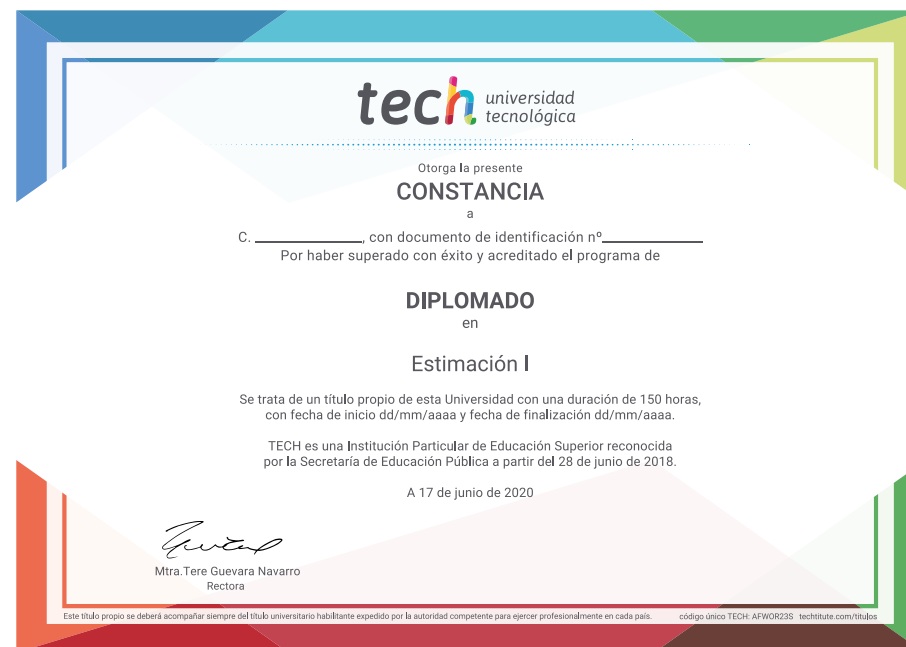 tech universidad
tecnológica
Otorga la presente
CONSTANCIA
a
C. ______________, con documento de identificación nº_____________
Por haber superado con éxito y acreditado el programa de
DIPLOMADO
en
Estimación I
Se trata de un título propio de esta Universidad con una duración de 150 horas,
con fecha de inicio dd/mm/aaaa y fecha de finalización dd/mm/aaaa.
TECH es una Institución Particular de Educación Superior reconocida
por la Secretaría de Educación Pública a partir del 28 de junio de 2018.
A 17 de junio de 2020
Mtra.Tere Guevara Navarro
Rectora
Este título propio se deberá acompañar siempre del título universitario habilitante expedido por la autoridad competente para ejercer profesionalmente en cada país. código único TECH: AFWOR23S techtitute.com/titulos